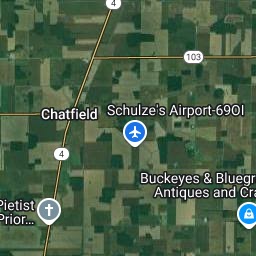 4
103
Chatfield
Schulze's Airport-69OI
4
Buckeyes & Bluegr
Antiques and Cra
Pietist
Prior...